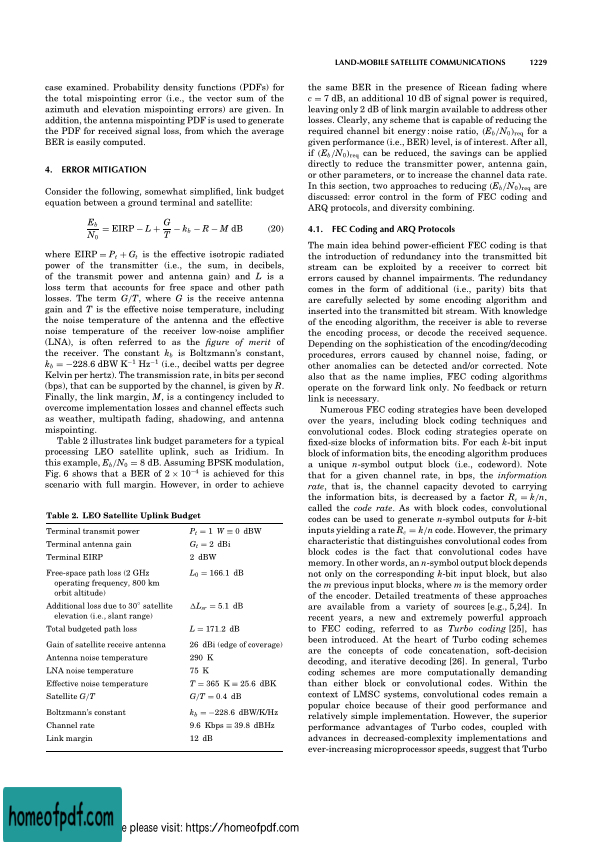 LAND-MOBILE SATELLITE COMMUNICATIONS 1229
case examined. Probability density functions (PDFs) for
the total mispointing error (i.e., the vector sum of the
azimuth and elevation mispointing errors) are given. In
addition, the antenna mispointing PDF is used to generate
the PDF for received signal loss, from which the average
BER is easily computed.
4. ERROR MITIGATION
Consider the following, somewhat simplified, link budget
equation between a ground terminal and satellite:
E_b/N_0 = EIRP − L + G/T − k_b − R − M dB (20)
where EIRP = P_t + G_t is the effective isotropic radiated
power of the transmitter (i.e., the sum, in decibels,
of the transmit power and antenna gain) and L is a
loss term that accounts for free space and other path
losses. The term G/T, where G is the receive antenna
gain and T is the effective noise temperature, including
the noise temperature of the antenna and the effective
noise temperature of the receiver low-noise amplifier
(LNA), is often referred to as the figure of merit of
the receiver. The constant k_b is Boltzmann's constant,
k_b = −228.6 dBW K⁻¹ Hz⁻¹ (i.e., decibel watts per degree
Kelvin per hertz). The transmission rate, in bits per second
(bps), that can be supported by the channel, is given by R.
Finally, the link margin, M, is a contingency included to
overcome implementation losses and channel effects such
as weather, multipath fading, shadowing, and antenna
mispointing.
Table 2 illustrates link budget parameters for a typical
processing LEO satellite uplink, such as Iridium. In
this example, E_b/N_0 = 8 dB. Assuming BPSK modulation,
Fig. 6 shows that a BER of 2 × 10⁻⁴ is achieved for this
scenario with full margin. However, in order to achieve
Table 2. LEO Satellite Uplink Budget
Terminal transmit power P_t = 1 W ≡ 0 dBW
Terminal antenna gain G_t = 2 dBi
Terminal EIRP 2 dBW
Free-space path loss (2 GHz L_0 = 166.1 dB
operating frequency, 800 km
orbit altitude)
Additional loss due to 30° satellite ΔL_sr = 5.1 dB
elevation (i.e., slant range)
Total budgeted path loss L = 171.2 dB
Gain of satellite receive antenna 26 dBi (edge of coverage)
Antenna noise temperature 290 K
LNA noise temperature 75 K
Effective noise temperature T = 365 K ≡ 25.6 dBK
Satellite G/T G/T = 0.4 dB
Boltzmann's constant k_b = −228.6 dBW/K/Hz
Channel rate 9.6 Kbps ≡ 39.8 dBHz
Link margin 12 dB
the same BER in the presence of Ricean fading where
c = 7 dB, an additional 10 dB of signal power is required,
leaving only 2 dB of link margin available to address other
losses. Clearly, any scheme that is capable of reducing the
required channel bit energy : noise ratio, (E_b/N_0)_req for a
given performance (i.e., BER) level, is of interest. After all,
if (E_b/N_0)_req can be reduced, the savings can be applied
directly to reduce the transmitter power, antenna gain,
or other parameters, or to increase the channel data rate.
In this section, two approaches to reducing (E_b/N_0)_req are
discussed: error control in the form of FEC coding and
ARQ protocols, and diversity combining.
4.1. FEC Coding and ARQ Protocols
The main idea behind power-efficient FEC coding is that
the introduction of redundancy into the transmitted bit
stream can be exploited by a receiver to correct bit
errors caused by channel impairments. The redundancy
comes in the form of additional (i.e., parity) bits that
are carefully selected by some encoding algorithm and
inserted into the transmitted bit stream. With knowledge
of the encoding algorithm, the receiver is able to reverse
the encoding process, or decode the received sequence.
Depending on the sophistication of the encoding/decoding
procedures, errors caused by channel noise, fading, or
other anomalies can be detected and/or corrected. Note
also that as the name implies, FEC coding algorithms
operate on the forward link only. No feedback or return
link is necessary.
Numerous FEC coding strategies have been developed
over the years, including block coding techniques and
convolutional codes. Block coding strategies operate on
fixed-size blocks of information bits. For each k-bit input
block of information bits, the encoding algorithm produces
a unique n-symbol output block (i.e., codeword). Note
that for a given channel rate, in bps, the information
rate, that is, the channel capacity devoted to carrying
the information bits, is decreased by a factor R_c = k/n,
called the code rate. As with block codes, convolutional
codes can be used to generate n-symbol outputs for k-bit
inputs yielding a rate R_c = k/n code. However, the primary
characteristic that distinguishes convolutional codes from
block codes is the fact that convolutional codes have
memory. In other words, an n-symbol output block depends
not only on the corresponding k-bit input block, but also
the m previous input blocks, where m is the memory order
of the encoder. Detailed treatments of these approaches
are available from a variety of sources [e.g., 5,24]. In
recent years, a new and extremely powerful approach
to FEC coding, referred to as Turbo coding [25], has
been introduced. At the heart of Turbo coding schemes
are the concepts of code concatenation, soft-decision
decoding, and iterative decoding [26]. In general, Turbo
coding schemes are more computationally demanding
than either block or convolutional codes. Within the
context of LMSC systems, convolutional codes remain a
popular choice because of their good performance and
relatively simple implementation. However, the superior
performance advantages of Turbo codes, coupled with
advances in decreased-complexity implementations and
ever-increasing microprocessor speeds, suggest that Turbo
homeofpdf.com
e please visit: https://homeofpdf.com